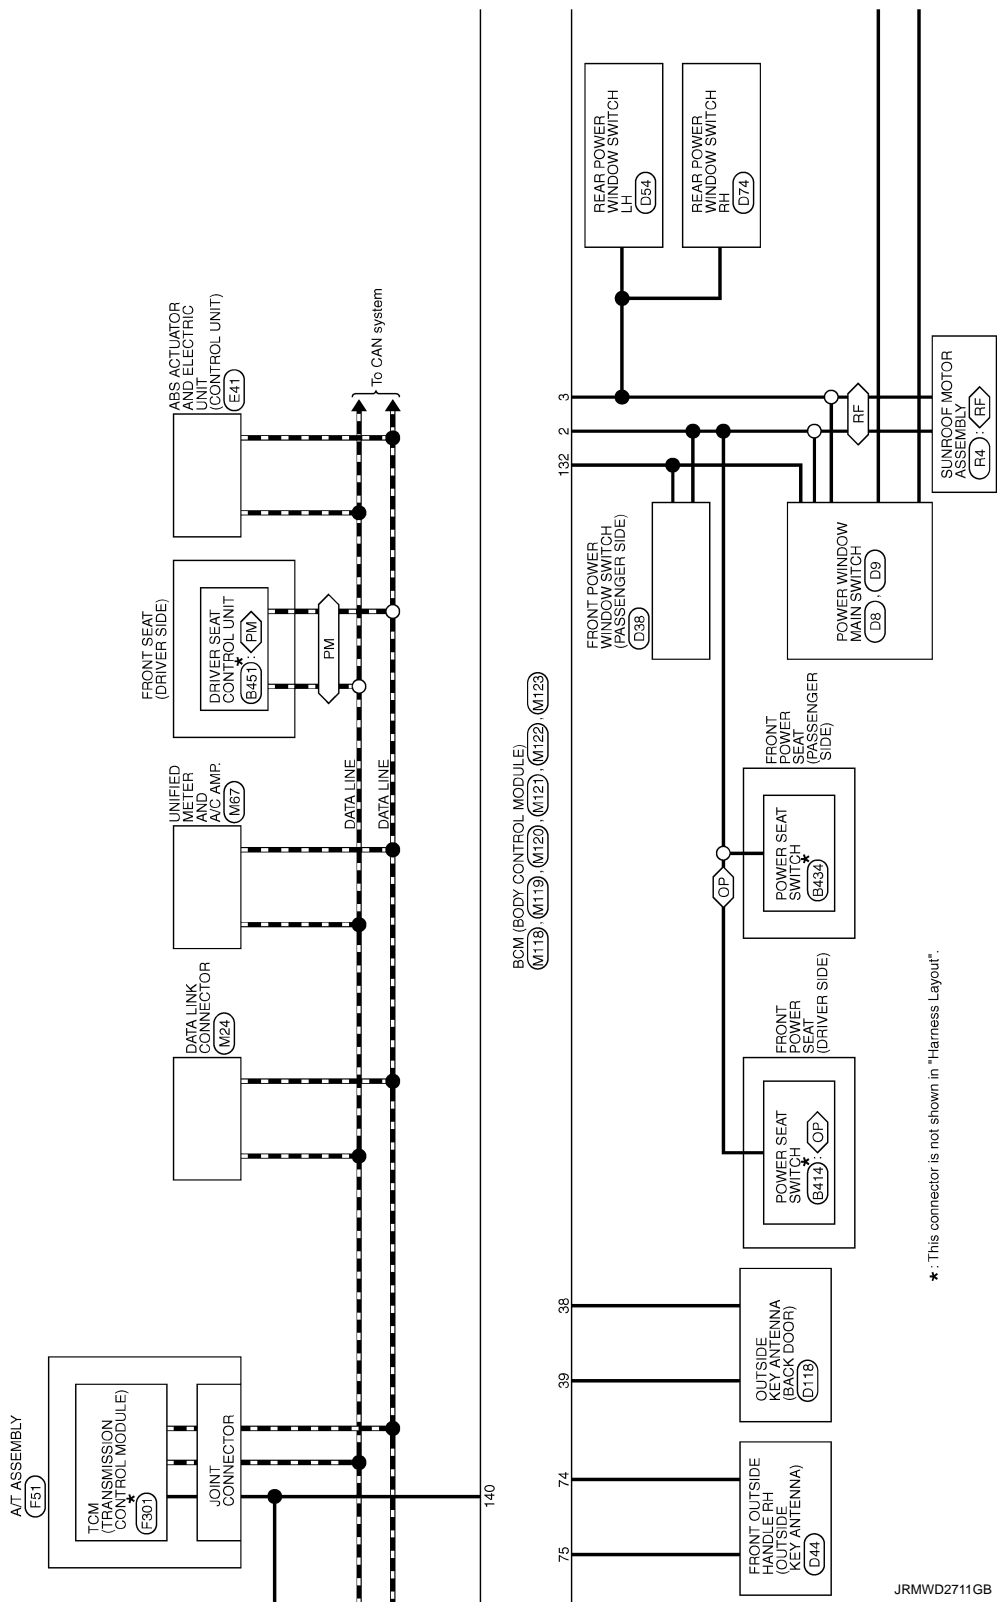 A/T ASSEMBLY
F51
TCM
(TRANSMISSION
CONTROL MODULE)
*
F301
JOINT
CONNECTOR
DATA LINK
CONNECTOR
M24
UNIFIED
METER
AND
A/C AMP.
M67
FRONT SEAT
(DRIVER SIDE)
DRIVER SEAT
CONTROL UNIT
*
B451 : PM
PM
ABS ACTUATOR
AND ELECTRIC
UNIT
(CONTROL UNIT)
E41
DATA LINE
DATA LINE
To CAN system
140
BCM (BODY CONTROL MODULE)
M118 , M119 , M120 , M121 , M122 , M123
75
74
39
38
132
2
3
FRONT OUTSIDE
HANDLE RH
(OUTSIDE
KEY ANTENNA)
D44
OUTSIDE
KEY ANTENNA
(BACK DOOR)
D118
FRONT
POWER
SEAT
(DRIVER SIDE)
POWER SEAT
SWITCH
*
B414 : OP
OP
FRONT
POWER
SEAT
(PASSENGER
SIDE)
POWER SEAT
SWITCH
*
B434
FRONT POWER
WINDOW SWITCH
(PASSENGER SIDE)
D38
POWER WINDOW
MAIN SWITCH
D8 , D9
RF
SUNROOF MOTOR
ASSEMBLY
R4 : RF
REAR POWER
WINDOW SWITCH
LH
D54
REAR POWER
WINDOW SWITCH
RH
D74
* : This connector is not shown in "Harness Layout".
JRMWD2711GB